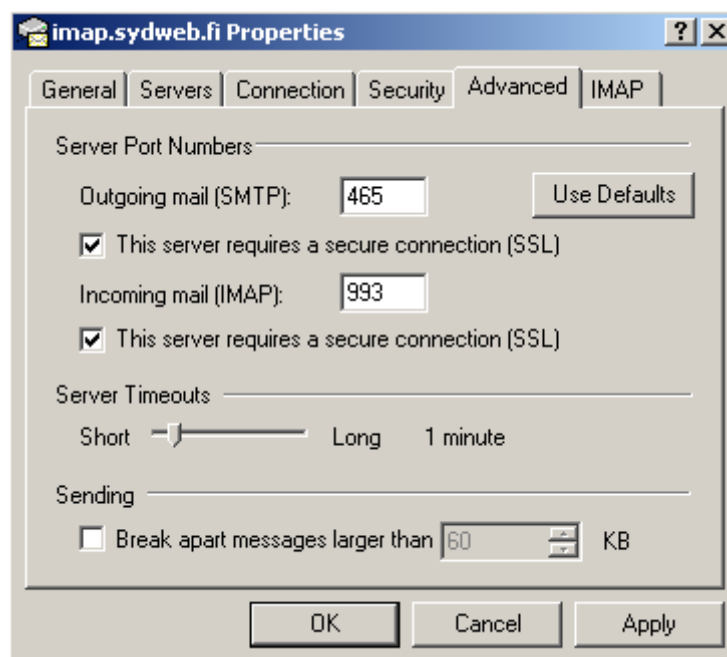 imap.sydweb.fi Properties
General Servers Connection Security Advanced IMAP
Server Port Numbers
Outgoing mail (SMTP): 465 Use Defaults
This server requires a secure connection (SSL)
Incoming mail (IMAP): 993
This server requires a secure connection (SSL)
Server Timeouts
Short Long 1 minute
Sending
Break apart messages larger than 60 KB
OK Cancel Apply